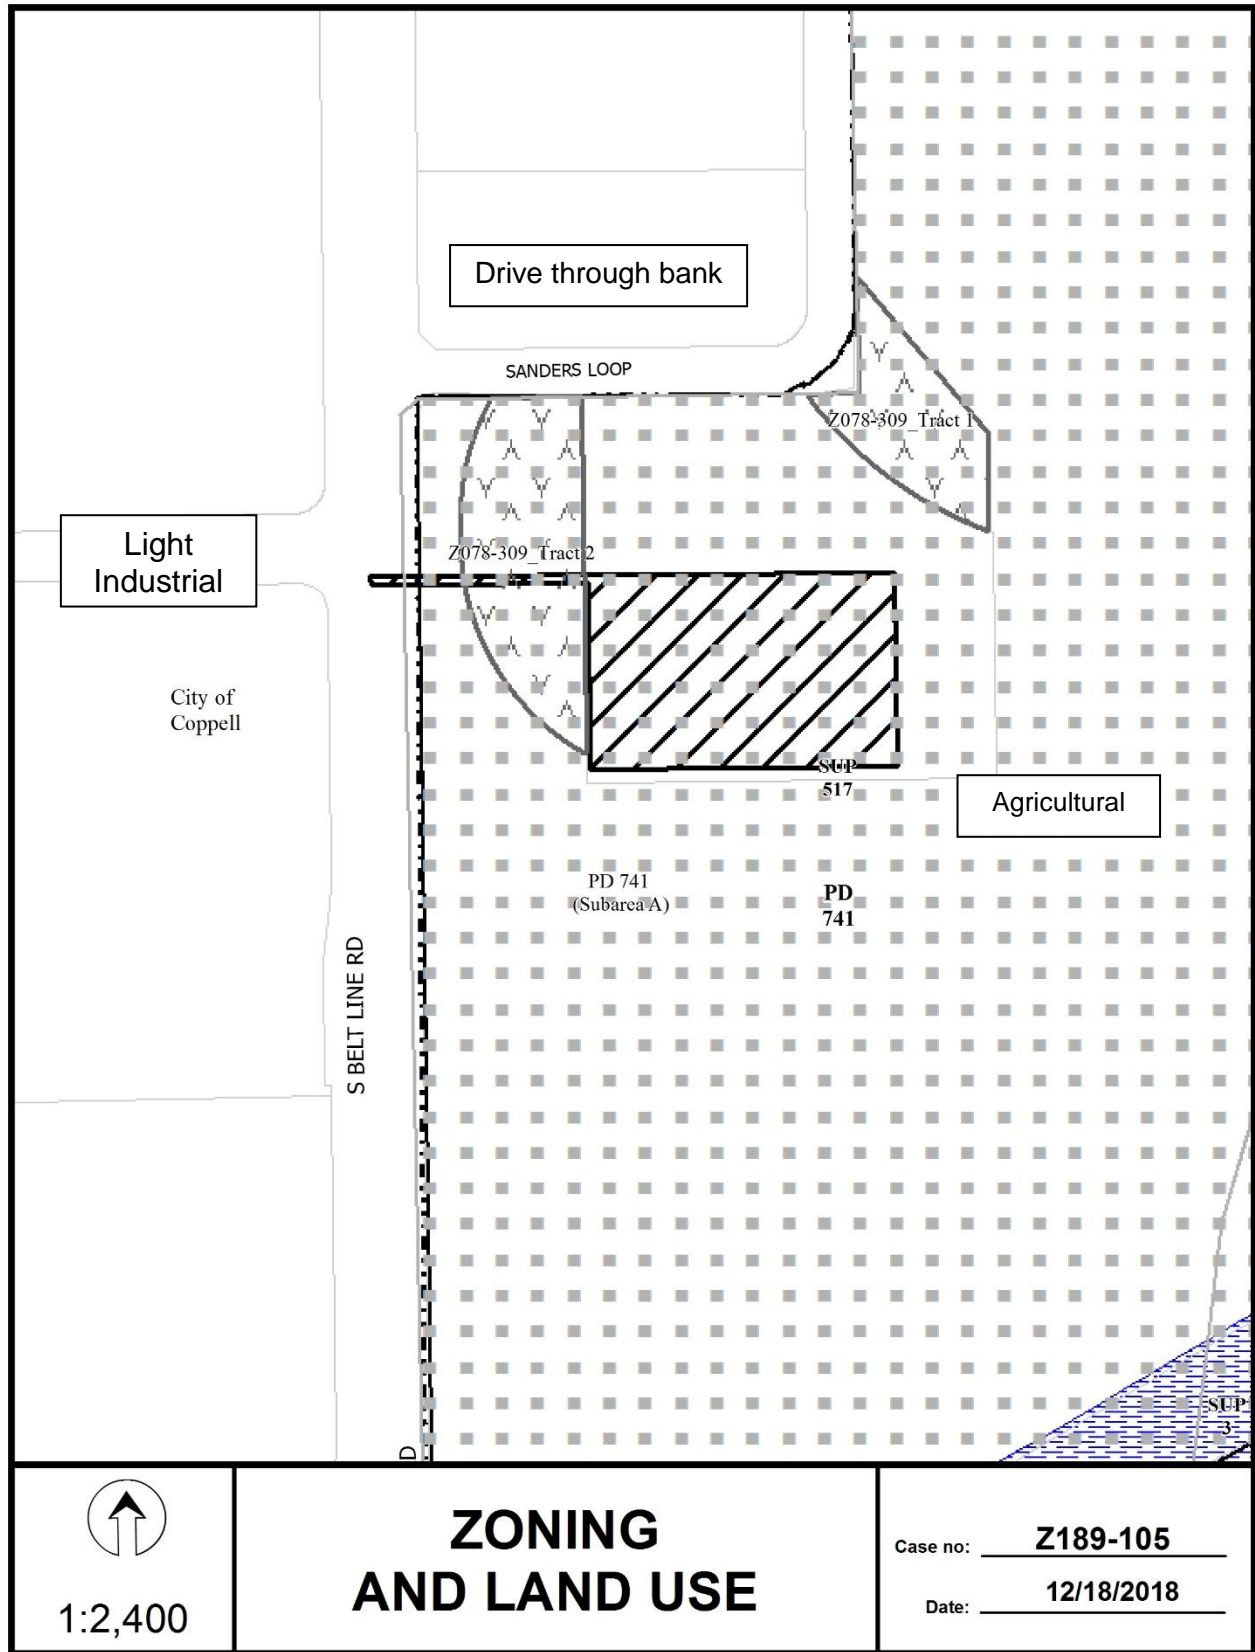 Drive through bank
SANDERS LOOP
Z078-309_Tract 1
Light
Industrial
Z078-309_Tract 2
City of
Coppell
SUP
517
Agricultural
PD 741
(Subarea A)
PD
741
S BELT LINE RD
SUP
3
D
1:2,400
ZONING
AND LAND USE
Case no: Z189-105
Date: 12/18/2018